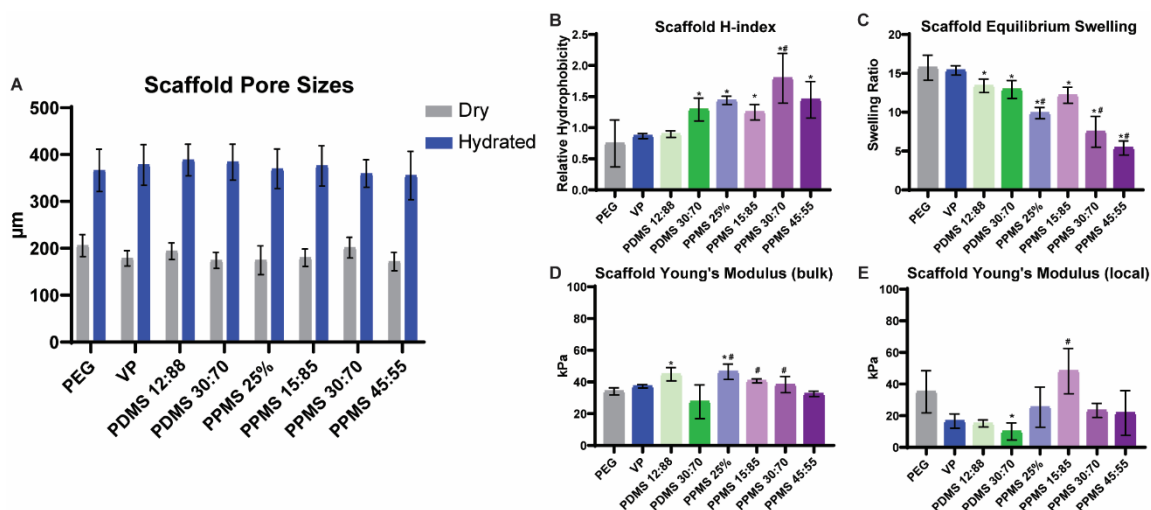 A
Scaffold Pore Sizes
Dry
Hydrated
µm
500
400
300
200
100
0
PEG
VP
PDMS 12:88
PDMS 30:70
PPMS 25%
PPMS 15:85
PPMS 30:70
PPMS 45:55
B
Scaffold H-index
Relative Hydrophobicity
2.5
2.0
1.5
1.0
0.5
0.0
*
*
*
*#
*
PEG
VP
PDMS 12:88
PDMS 30:70
PPMS 25%
PPMS 15:85
PPMS 30:70
PPMS 45:55
C
Scaffold Equilibrium Swelling
Swelling Ratio
20
15
10
5
0
*
*
*#
*
*#
*#
PEG
VP
PDMS 12:88
PDMS 30:70
PPMS 25%
PPMS 15:85
PPMS 30:70
PPMS 45:55
D
Scaffold Young's Modulus (bulk)
kPa
100
80
60
40
20
0
*
*#
#
#
PEG
VP
PDMS 12:88
PDMS 30:70
PPMS 25%
PPMS 15:85
PPMS 30:70
PPMS 45:55
E
Scaffold Young's Modulus (local)
kPa
100
80
60
40
20
0
*
#
PEG
VP
PDMS 12:88
PDMS 30:70
PPMS 25%
PPMS 15:85
PPMS 30:70
PPMS 45:55